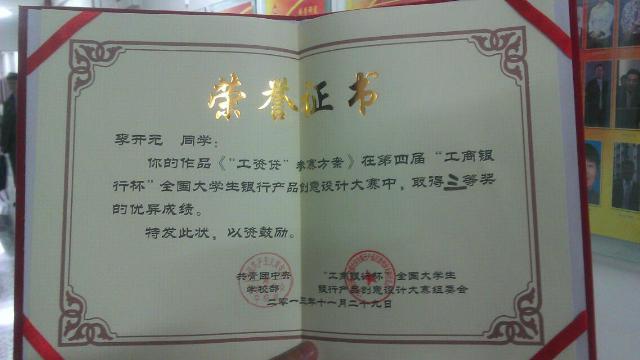 荣誉证书
李开元 同学：
你的作品《“工资贷”参赛方案》在第四届“工商银
行杯”全国大学生银行产品创意设计大赛中，取得三等奖
的优异成绩。
特发此状，以资鼓励。
共青团中央 “工商银行杯”全国大学生
学校部 银行产品创意设计大赛组委会
二零一三年十一月二十九日